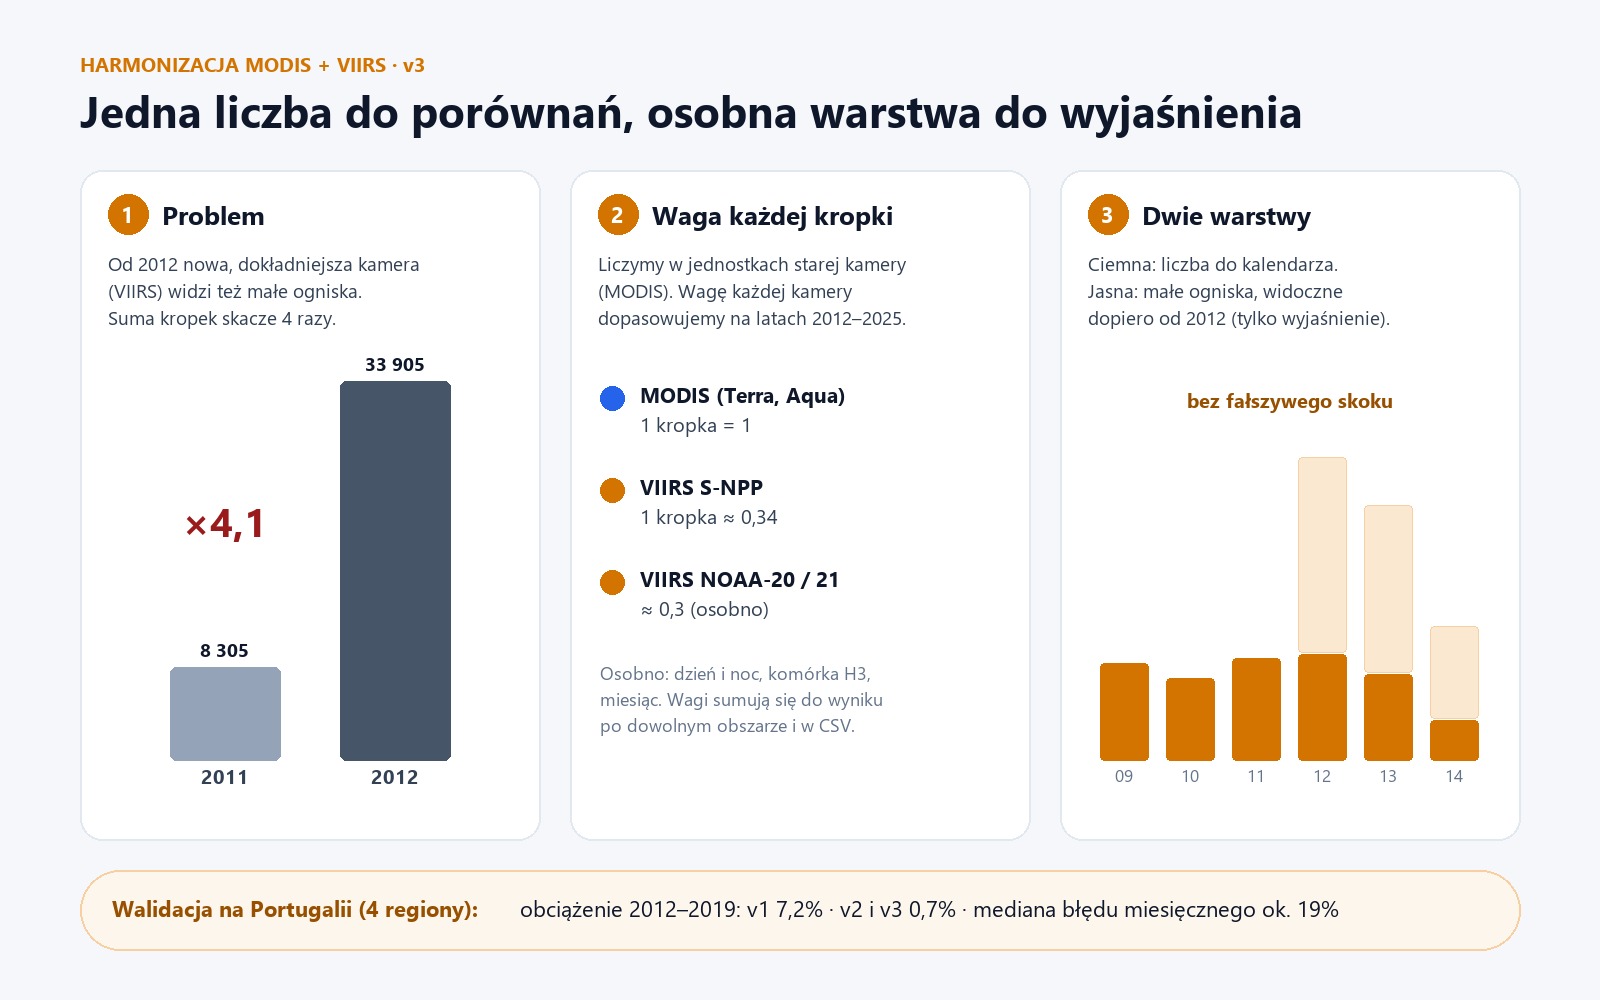 HARMONIZACJA MODIS + VIIRS · v3
Jedna liczba do porównań, osobna warstwa do wyjaśnienia
1 Problem
Od 2012 nowa, dokładniejsza kamera
(VIIRS) widzi też małe ogniska.
Suma kropek skacze 4 razy.
33 905
×4,1
8 305
2011 2012
2 Waga każdej kropki
Liczymy w jednostkach starej kamery
(MODIS). Wagę każdej kamery
dopasowujemy na latach 2012–2025.
MODIS (Terra, Aqua)
1 kropka = 1
VIIRS S-NPP
1 kropka ≈ 0,34
VIIRS NOAA-20 / 21
≈ 0,3 (osobno)
Osobno: dzień i noc, komórka H3,
miesiąc. Wagi sumują się do wyniku
po dowolnym obszarze i w CSV.
3 Dwie warstwy
Ciemna: liczba do kalendarza.
Jasna: małe ogniska, widoczne
dopiero od 2012 (tylko wyjaśnienie).
bez fałszywego skoku
09 10 11 12 13 14
Walidacja na Portugalii (4 regiony): obciążenie 2012–2019: v1 7,2% · v2 i v3 0,7% · mediana błędu miesięcznego ok. 19%